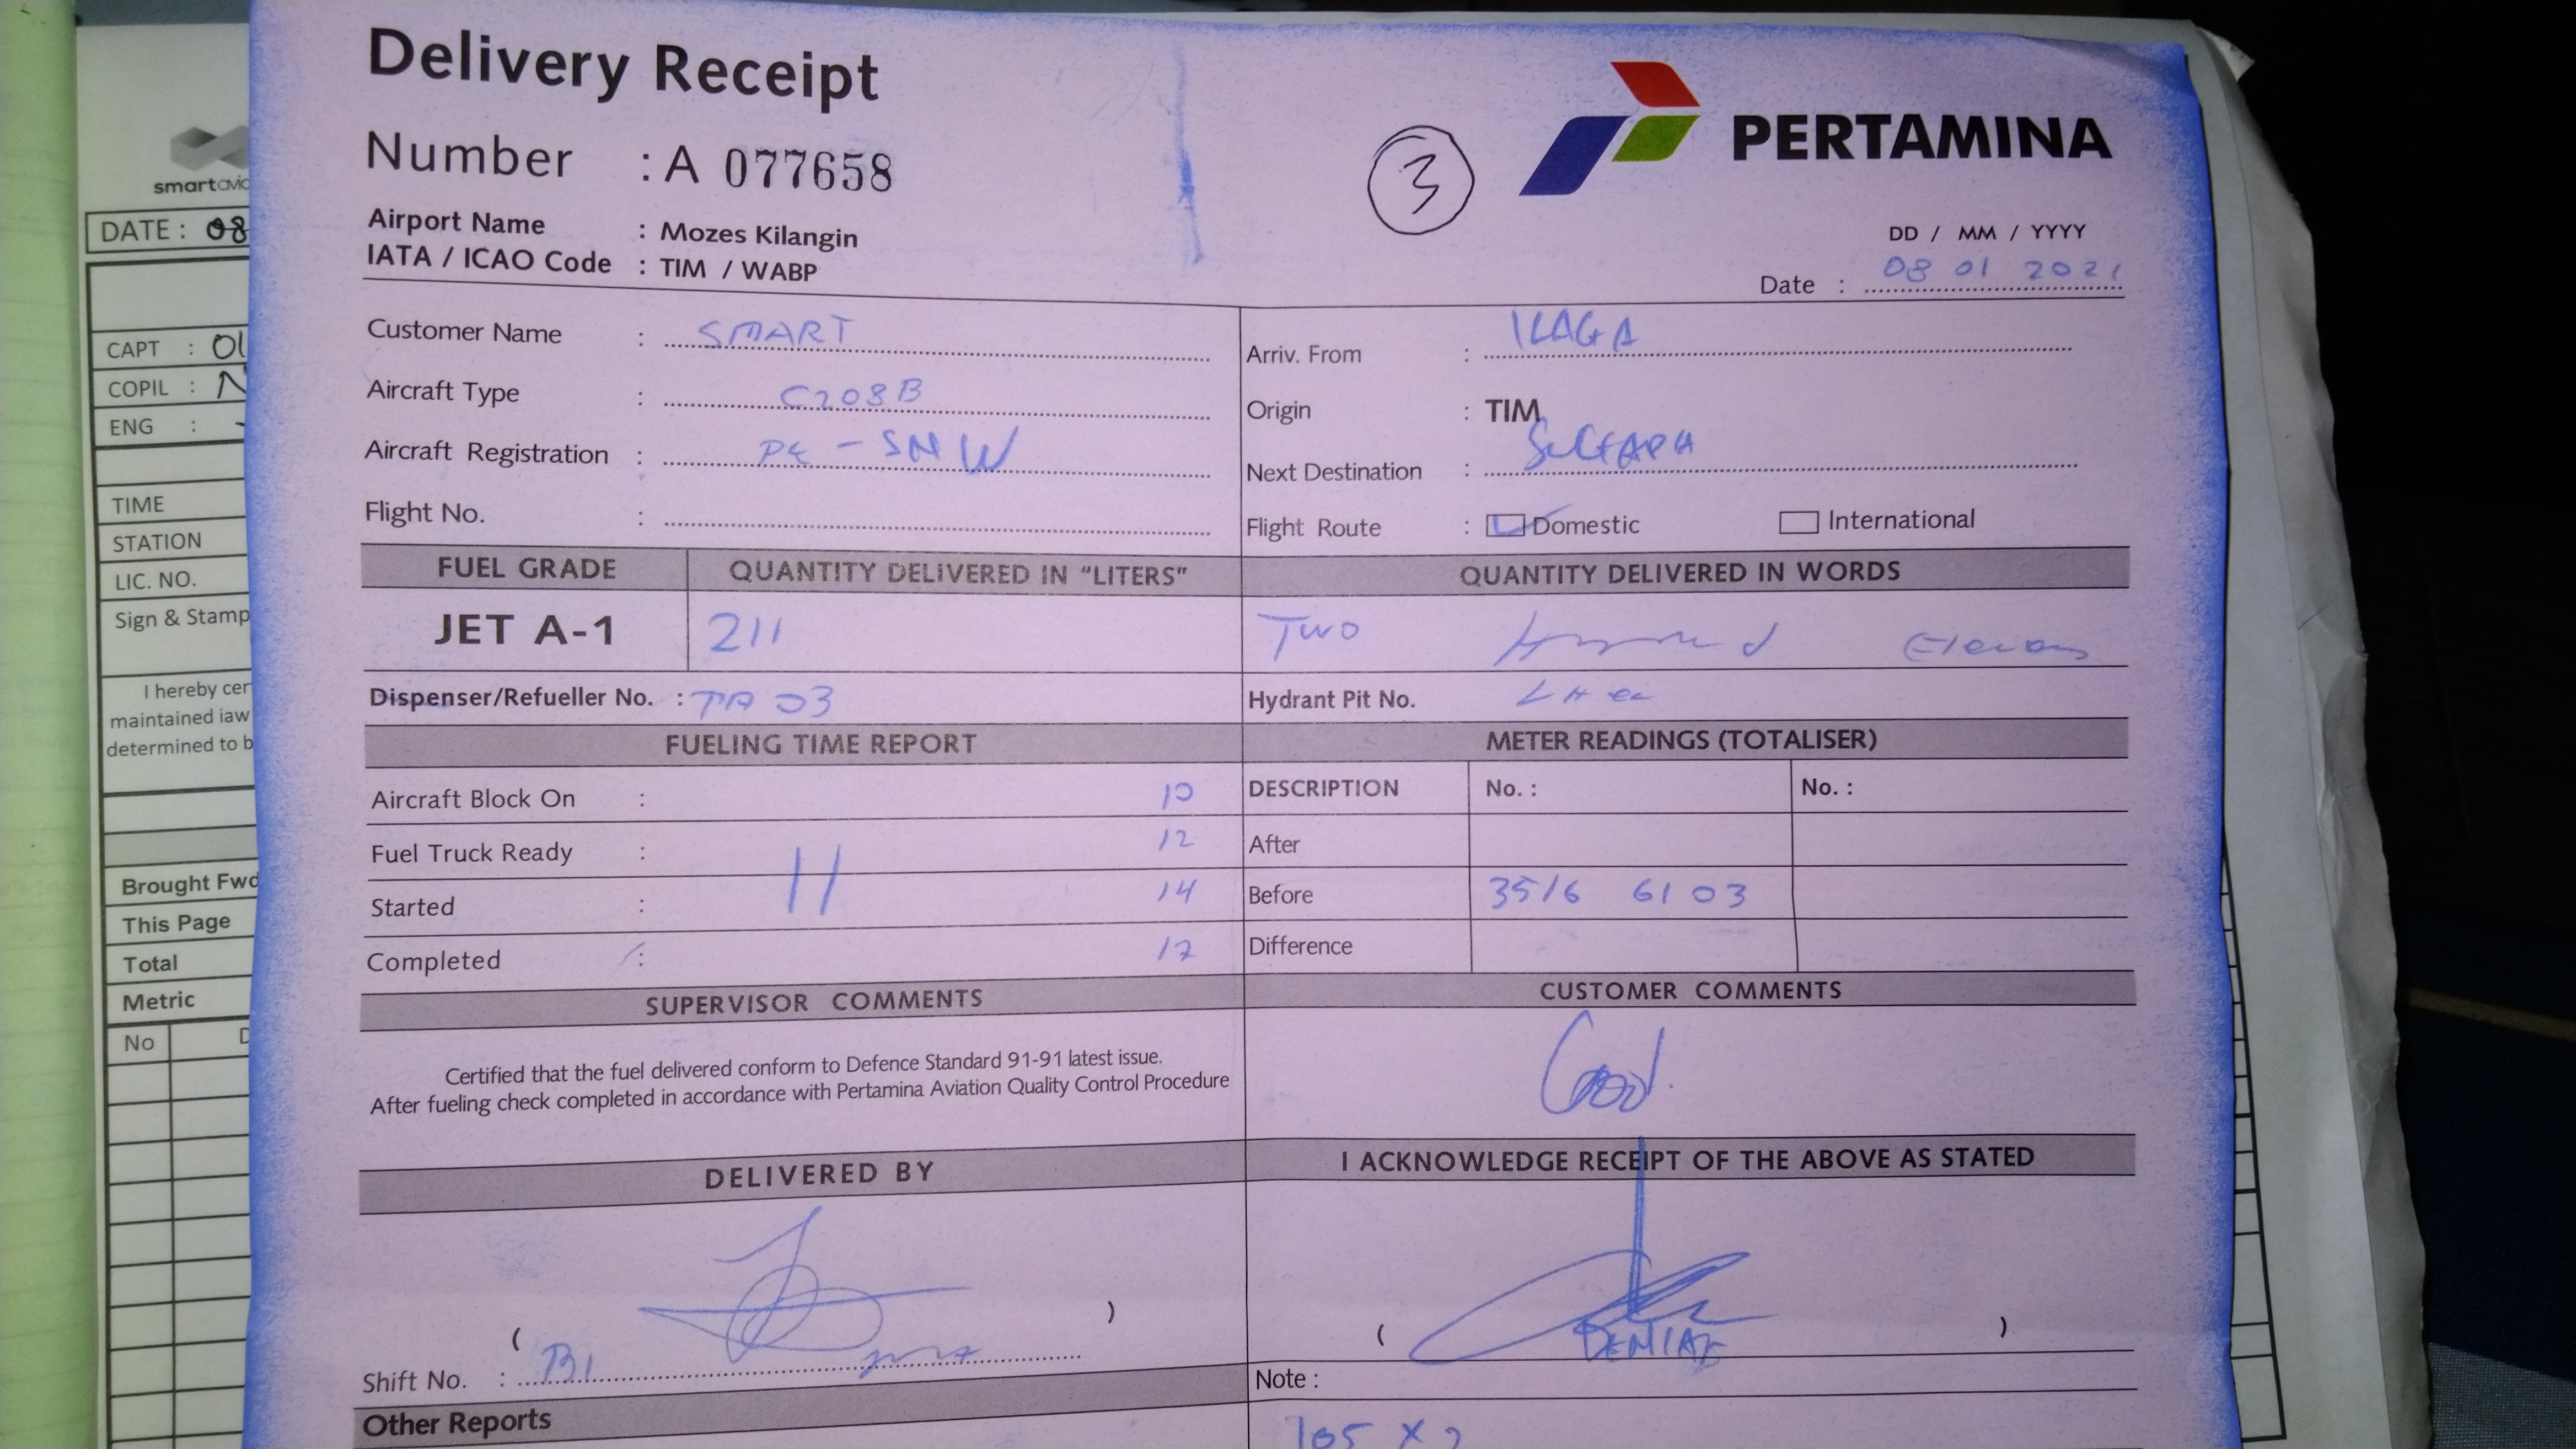 Delivery Receipt
Number : A 077658
3
PERTAMINA
Airport Name : Mozes Kilangin
IATA / ICAO Code : TIM / WABP
DD / MM / YYYY
Date : 08 01 2021
Customer Name : SMART
Aircraft Type : C208B
Aircraft Registration : PK - SNW
Flight No. :
Arriv. From : ILAGA
Origin : TIM
Next Destination :
Flight Route : Domestic International
FUEL GRADE QUANTITY DELIVERED IN "LITERS" QUANTITY DELIVERED IN WORDS
JET A-1 211 Two Hundred Eleven
Dispenser/Refueller No. : 03 Hydrant Pit No.
FUELING TIME REPORT METER READINGS (TOTALISER)
Aircraft Block On : 10 DESCRIPTION No. : No. :
Fuel Truck Ready : 12 After
11
Started : 14 Before 3516 6103
Completed : 17 Difference
SUPERVISOR COMMENTS CUSTOMER COMMENTS
Certified that the fuel delivered conform to Defence Standard 91-91 latest issue.
After fueling check completed in accordance with Pertamina Aviation Quality Control Procedure
Good.
DELIVERED BY I ACKNOWLEDGE RECEIPT OF THE ABOVE AS STATED
( ) ( )
Shift No. : B1
Note :
Other Reports
smart
DATE : 08
CAPT :
COPIL :
ENG :
TIME
STATION
LIC. NO.
Sign & Stamp
I hereby
maintained iaw
determined to
Brought Fwd
This Page
Total
Metric
No